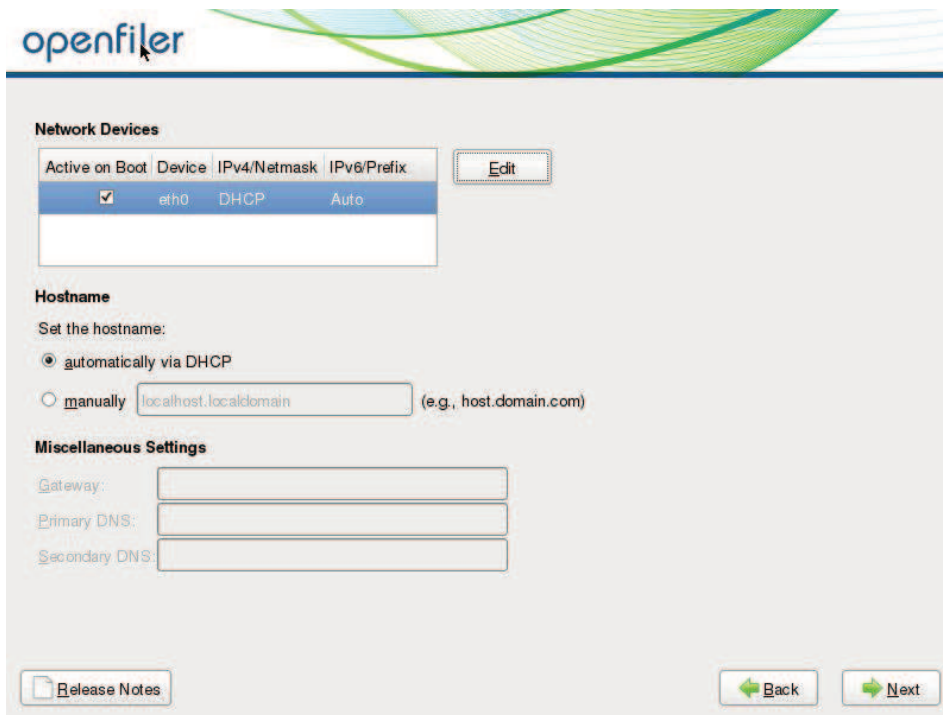 openfiler
Network Devices
Active on Boot Device IPv4/Netmask IPv6/Prefix
eth0 DHCP Auto
Edit
Hostname
Set the hostname:
automatically via DHCP
manually localhost.localdomain (e.g., host.domain.com)
Miscellaneous Settings
Gateway:
Primary DNS:
Secondary DNS:
Release Notes
Back
Next